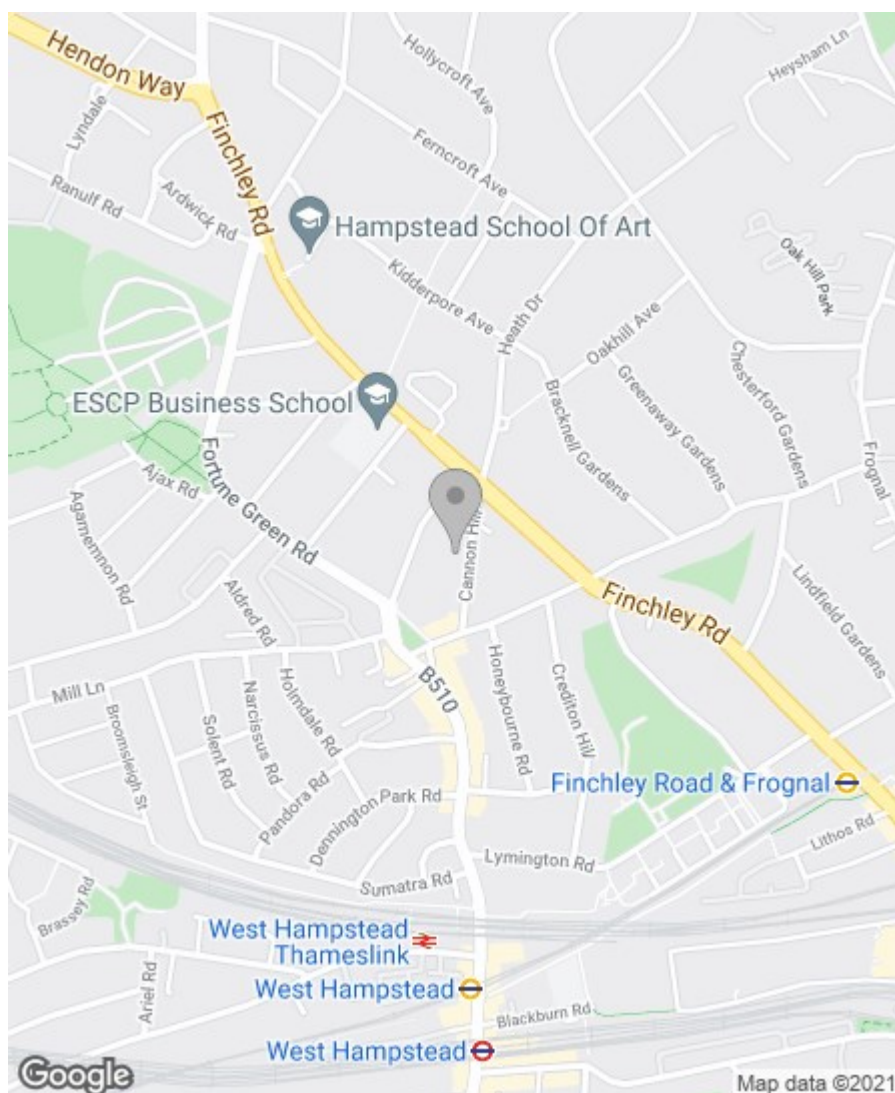 Hendon Way
Hollycroft Ave
Heysham Ln
Lyndale
Ferncroft Ave
Finchley Rd
Ranulf Rd
Ardwick Rd
Hampstead School Of Art
Oak Hill Park
Kidderpore Ave
Heath Dr
Oakhill Ave
Chesterford Gardens
Greenaway Gardens
Bracknell Gardens
ESCP Business School
Frognal
Fortune Green Rd
Ajax Rd
Agamemnon Rd
Cannon Hill
Lindfield Gardens
Aldred Rd
Finchley Rd
Mill Ln
Broomsleigh St
Solent Rd
Narcissus Rd
Holmdale Rd
B510
Honeybourne Rd
Crediton Hill
Pandora Rd
Dennington Park Rd
Finchley Road & Frognal
Lithos Rd
Lymington Rd
Sumatra Rd
Brassey Rd
West Hampstead
Thameslink
Ariel Rd
West Hampstead
Blackburn Rd
West Hampstead
Google
Map data ©2021